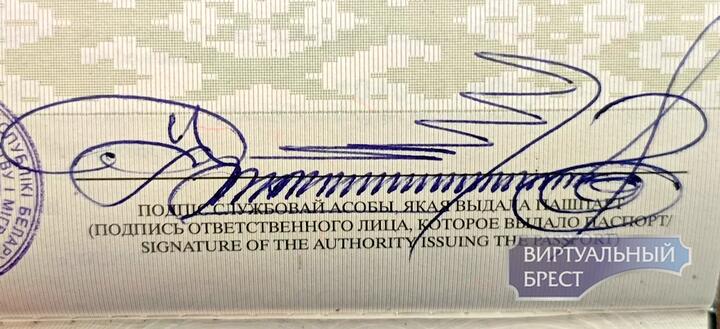 ПОДПІС СЛУЖБОВАЙ АСОБЫ, ЯКАЯ ВЫДАЛА ПАШПАРТ
(ПОДПИСЬ ОТВЕТСТВЕННОГО ЛИЦА, КОТОРОЕ ВЫДАЛО ПАСПОРТ/
SIGNATURE OF THE AUTHORITY ISSUING THE PASSPORT)
ВИРТУАЛЬНЫЙ
БРЕСТ